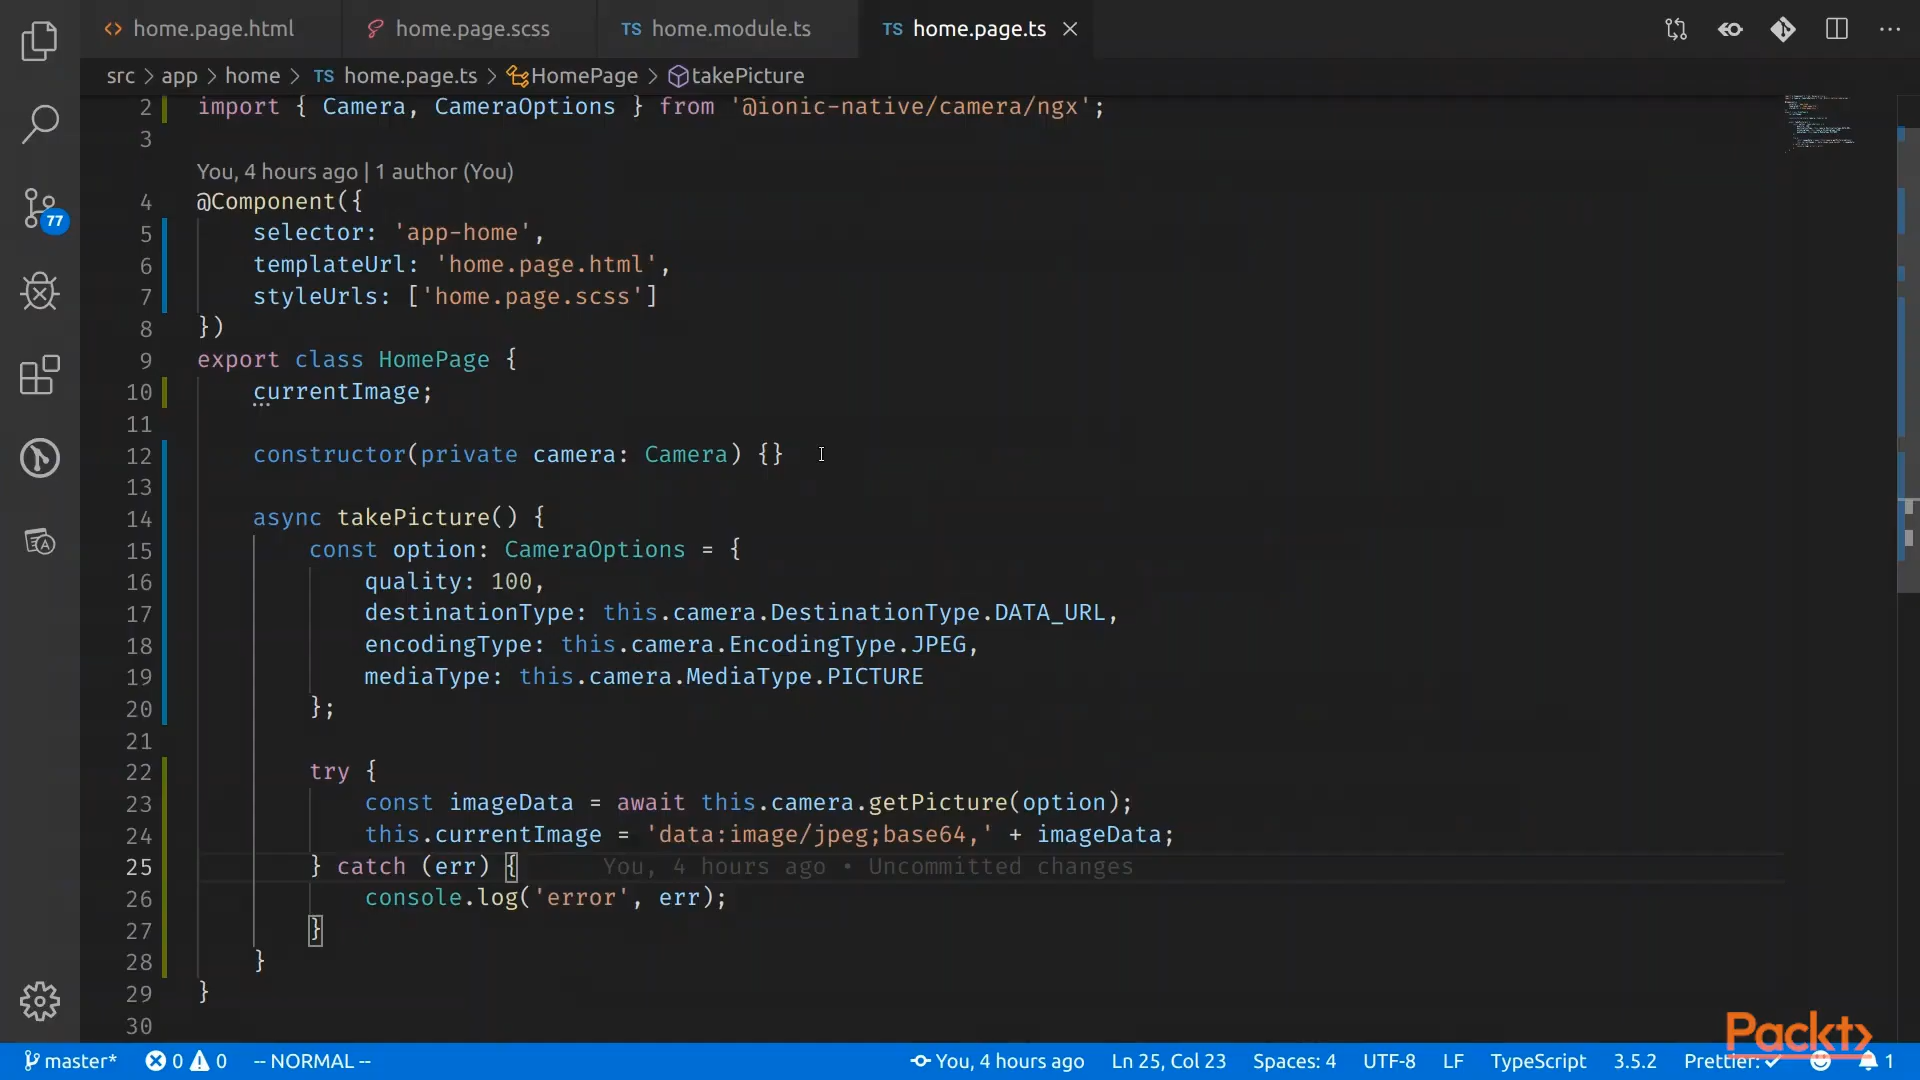 home.page.html home.page.scss TS home.module.ts TS home.page.ts
src > app > home > TS home.page.ts > HomePage > takePicture
2 import { Camera, CameraOptions } from '@ionic-native/camera/ngx';
3
You, 4 hours ago | 1 author (You)
4 @Component({
5 selector: 'app-home',
6 templateUrl: 'home.page.html',
7 styleUrls: ['home.page.scss']
8 })
9 export class HomePage {
10 currentImage;
11
12 constructor(private camera: Camera) {}
13
14 async takePicture() {
15 const option: CameraOptions = {
16 quality: 100,
17 destinationType: this.camera.DestinationType.DATA_URL,
18 encodingType: this.camera.EncodingType.JPEG,
19 mediaType: this.camera.MediaType.PICTURE
20 };
21
22 try {
23 const imageData = await this.camera.getPicture(option);
24 this.currentImage = 'data:image/jpeg;base64,' + imageData;
25 } catch (err) { You, 4 hours ago • Uncommitted changes
26 console.log('error', err);
27 }
28 }
29 }
30
77
Packt>
master* 0 0 -- NORMAL -- You, 4 hours ago Ln 25, Col 23 Spaces: 4 UTF-8 LF TypeScript 3.5.2 Prettier: ✓ 1